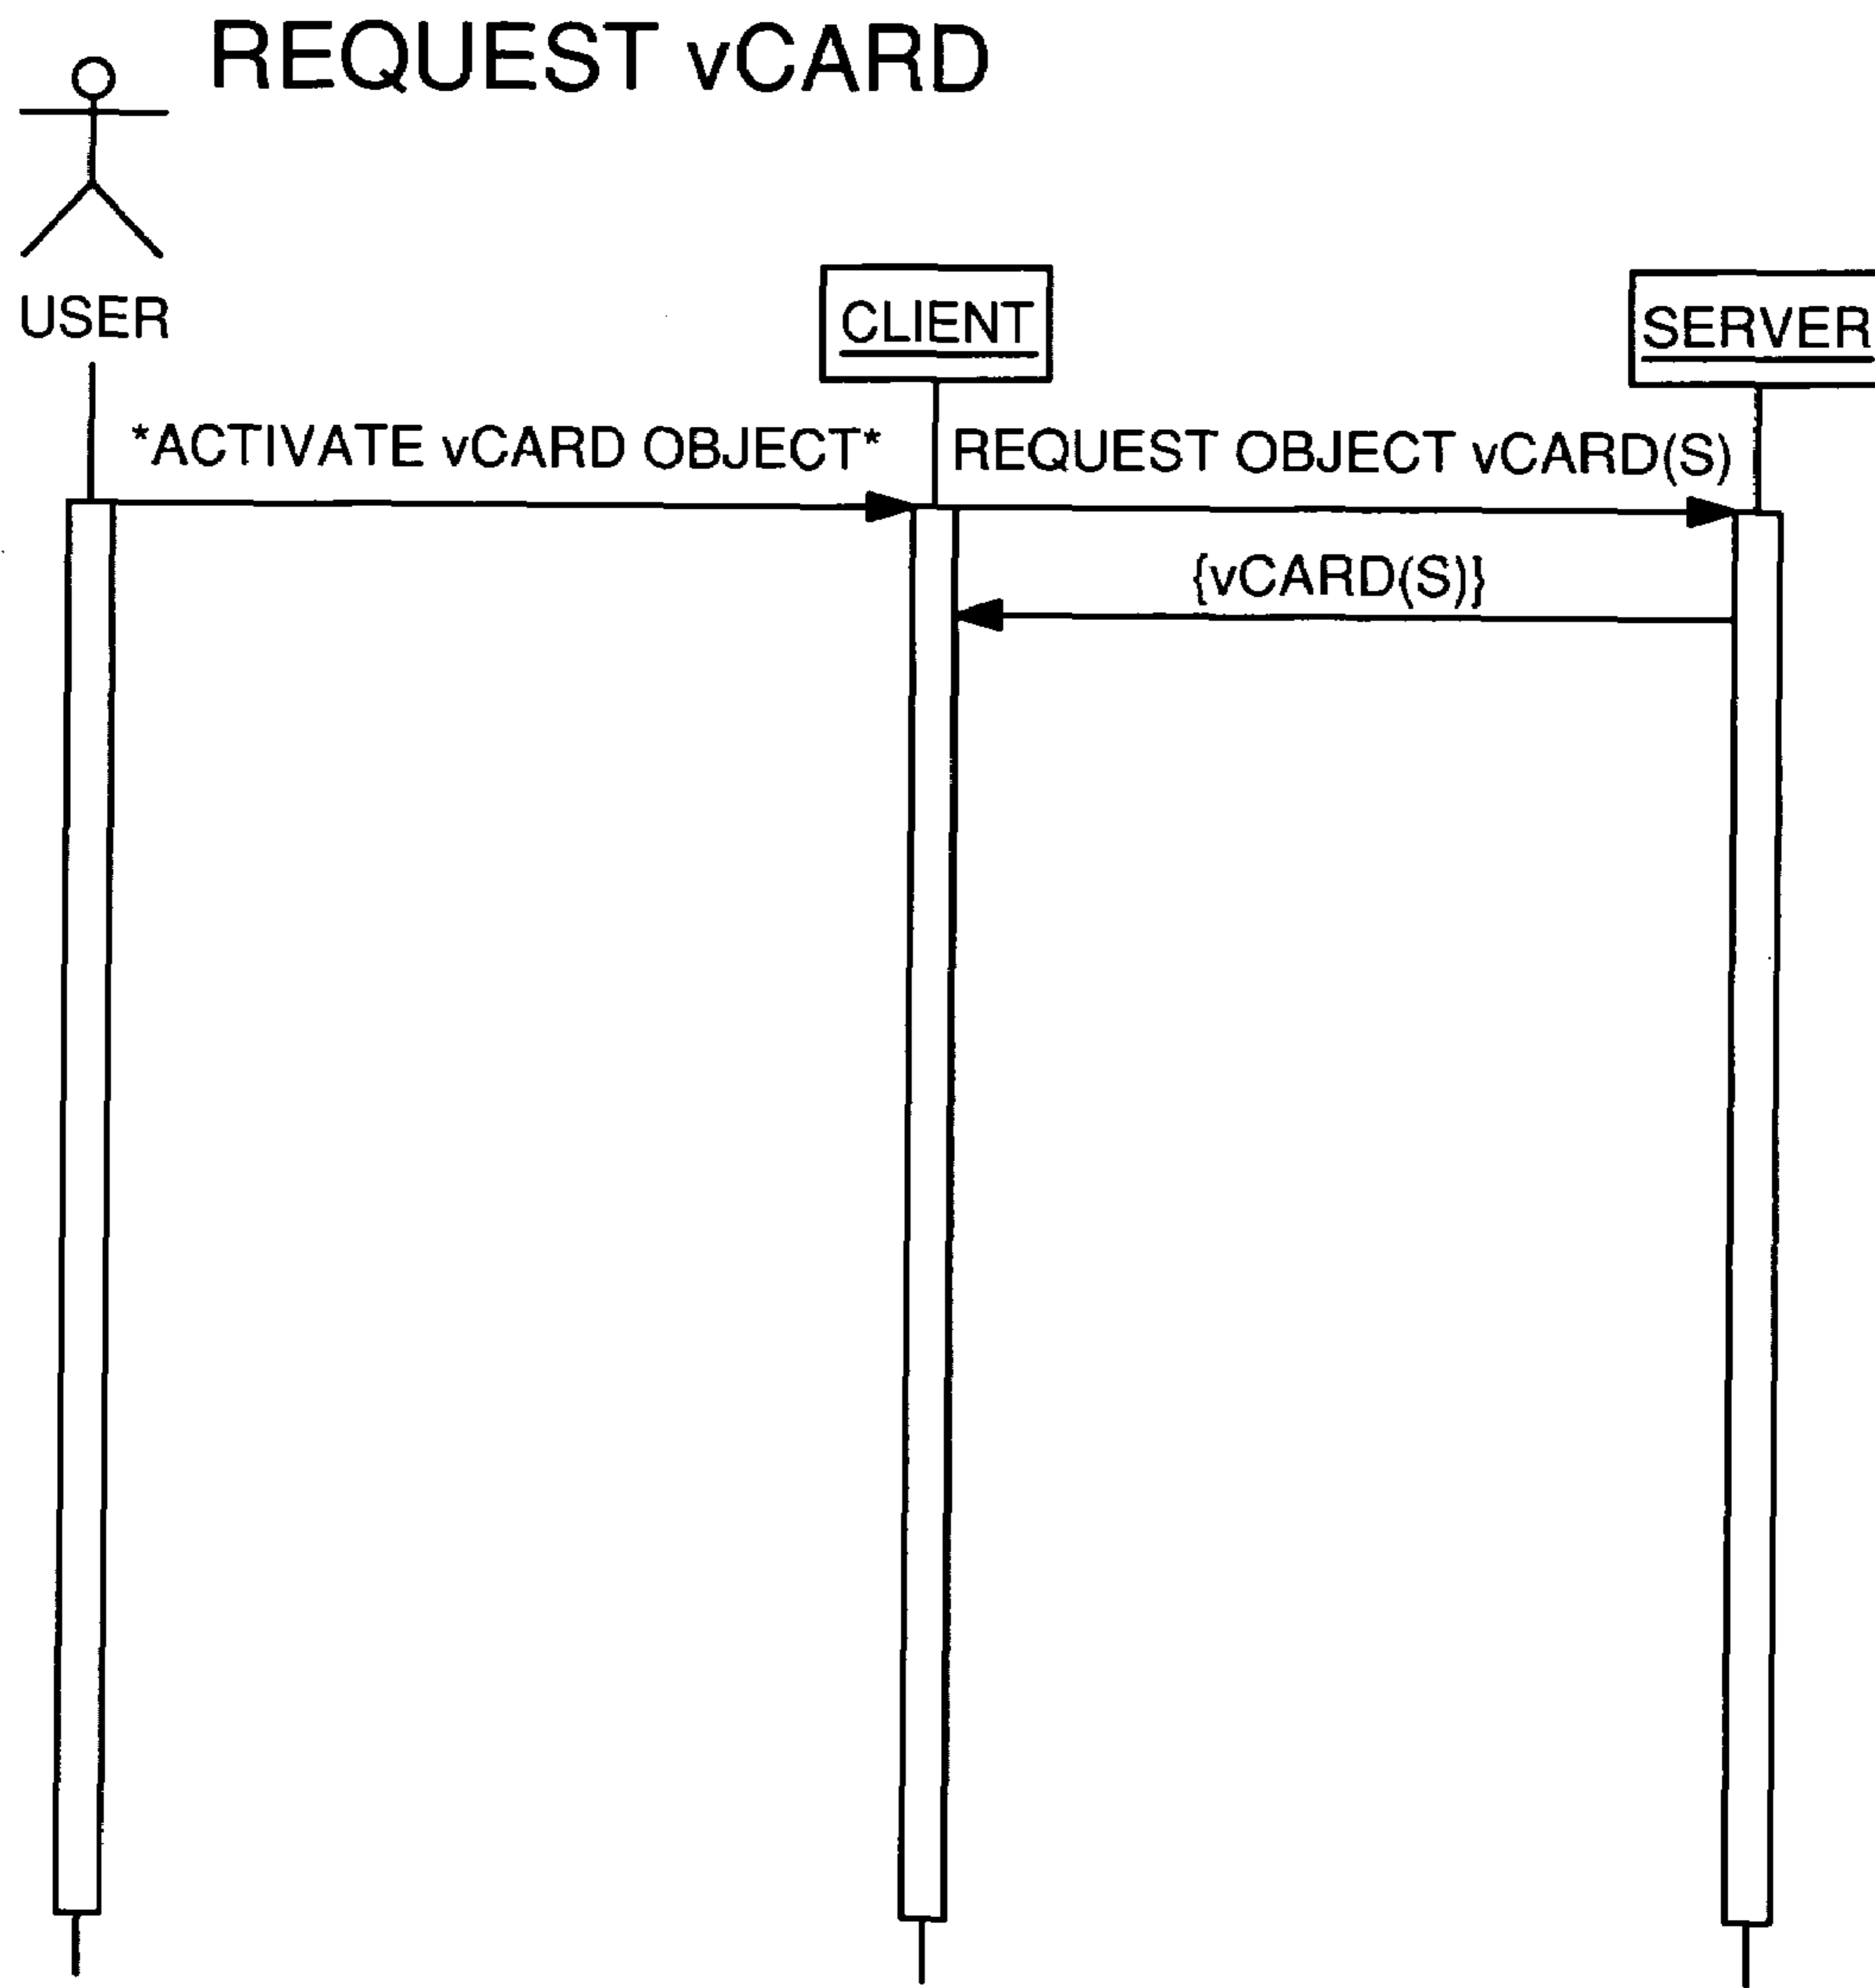 REQUEST vCARD
USER
CLIENT
SERVER
*ACTIVATE vCARD OBJECT*
REQUEST OBJECT vCARD(S)
{vCARD(S)}